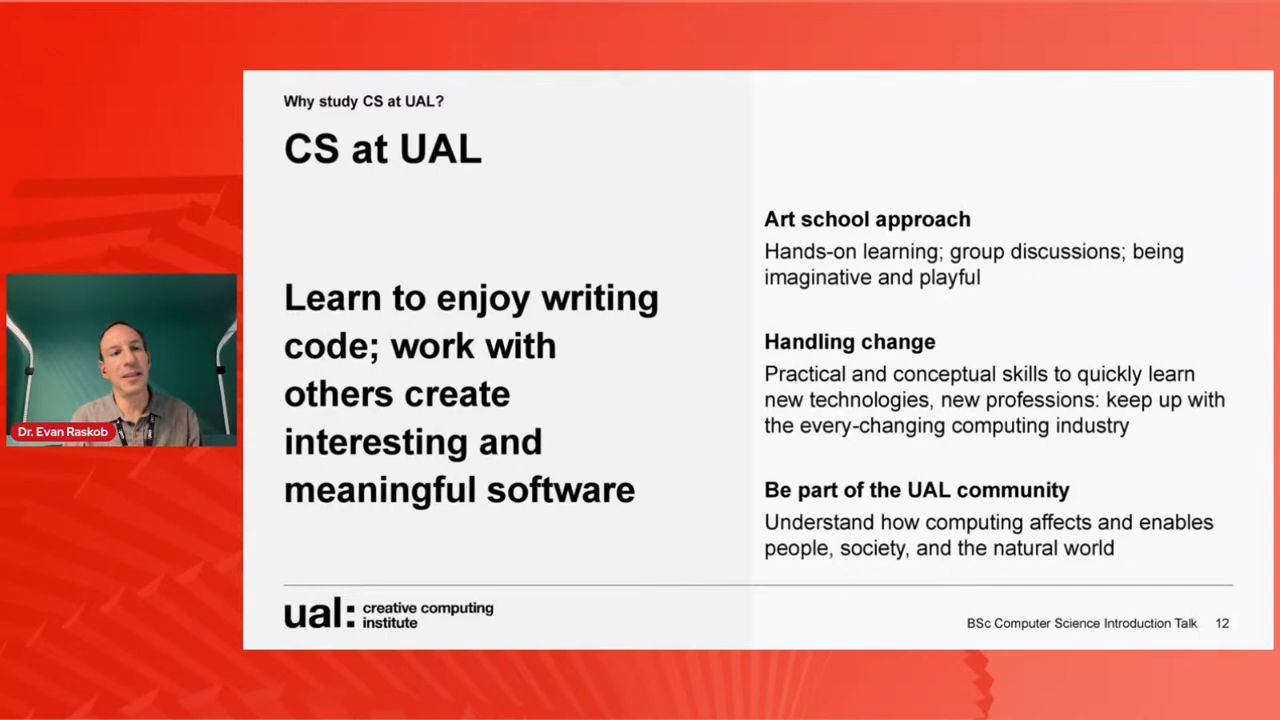 Why study CS at UAL?
CS at UAL
Learn to enjoy writing
code; work with
others create
interesting and
meaningful software
Art school approach
Hands-on learning; group discussions; being
imaginative and playful
Handling change
Practical and conceptual skills to quickly learn
new technologies, new professions: keep up with
the every-changing computing industry
Be part of the UAL community
Understand how computing affects and enables
people, society, and the natural world
Dr. Evan Raskob
ual: creative computing
institute
BSc Computer Science Introduction Talk 12